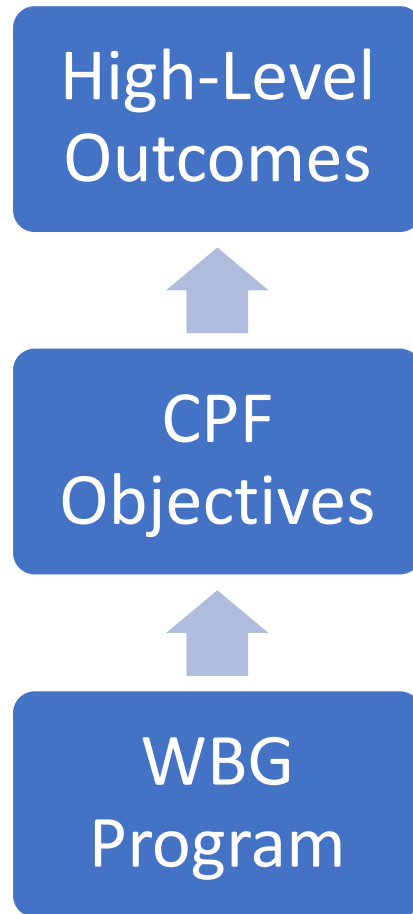 High-Level
Outcomes
CPF
Objectives
WBG
Program